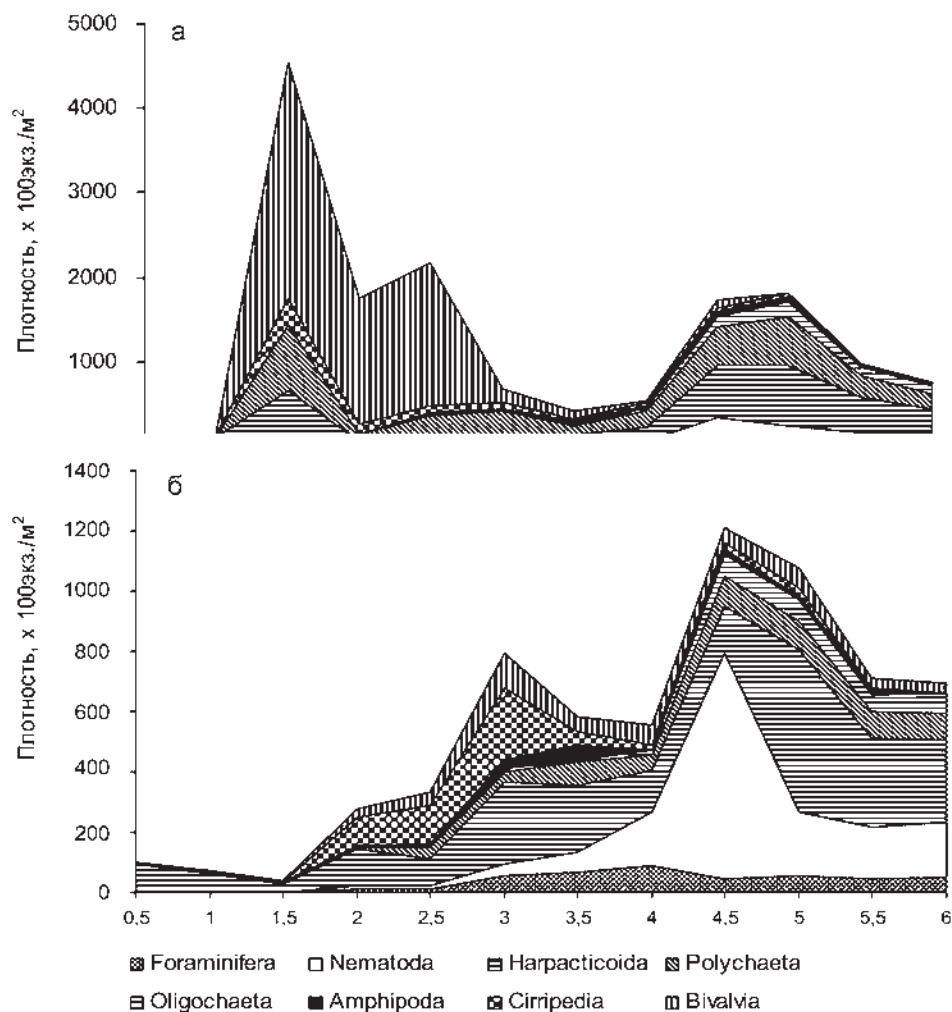 а
5000
4000
3000
2000
1000
Плотность, х 100экз./м²
б
1400
1200
1000
800
600
400
200
0
Плотность, х 100экз./м²
0,5 1 1,5 2 2,5 3 3,5 4 4,5 5 5,5 6
Foraminifera Nematoda Harpacticoida Polychaeta
Oligochaeta Amphipoda Cirripedia Bivalvia